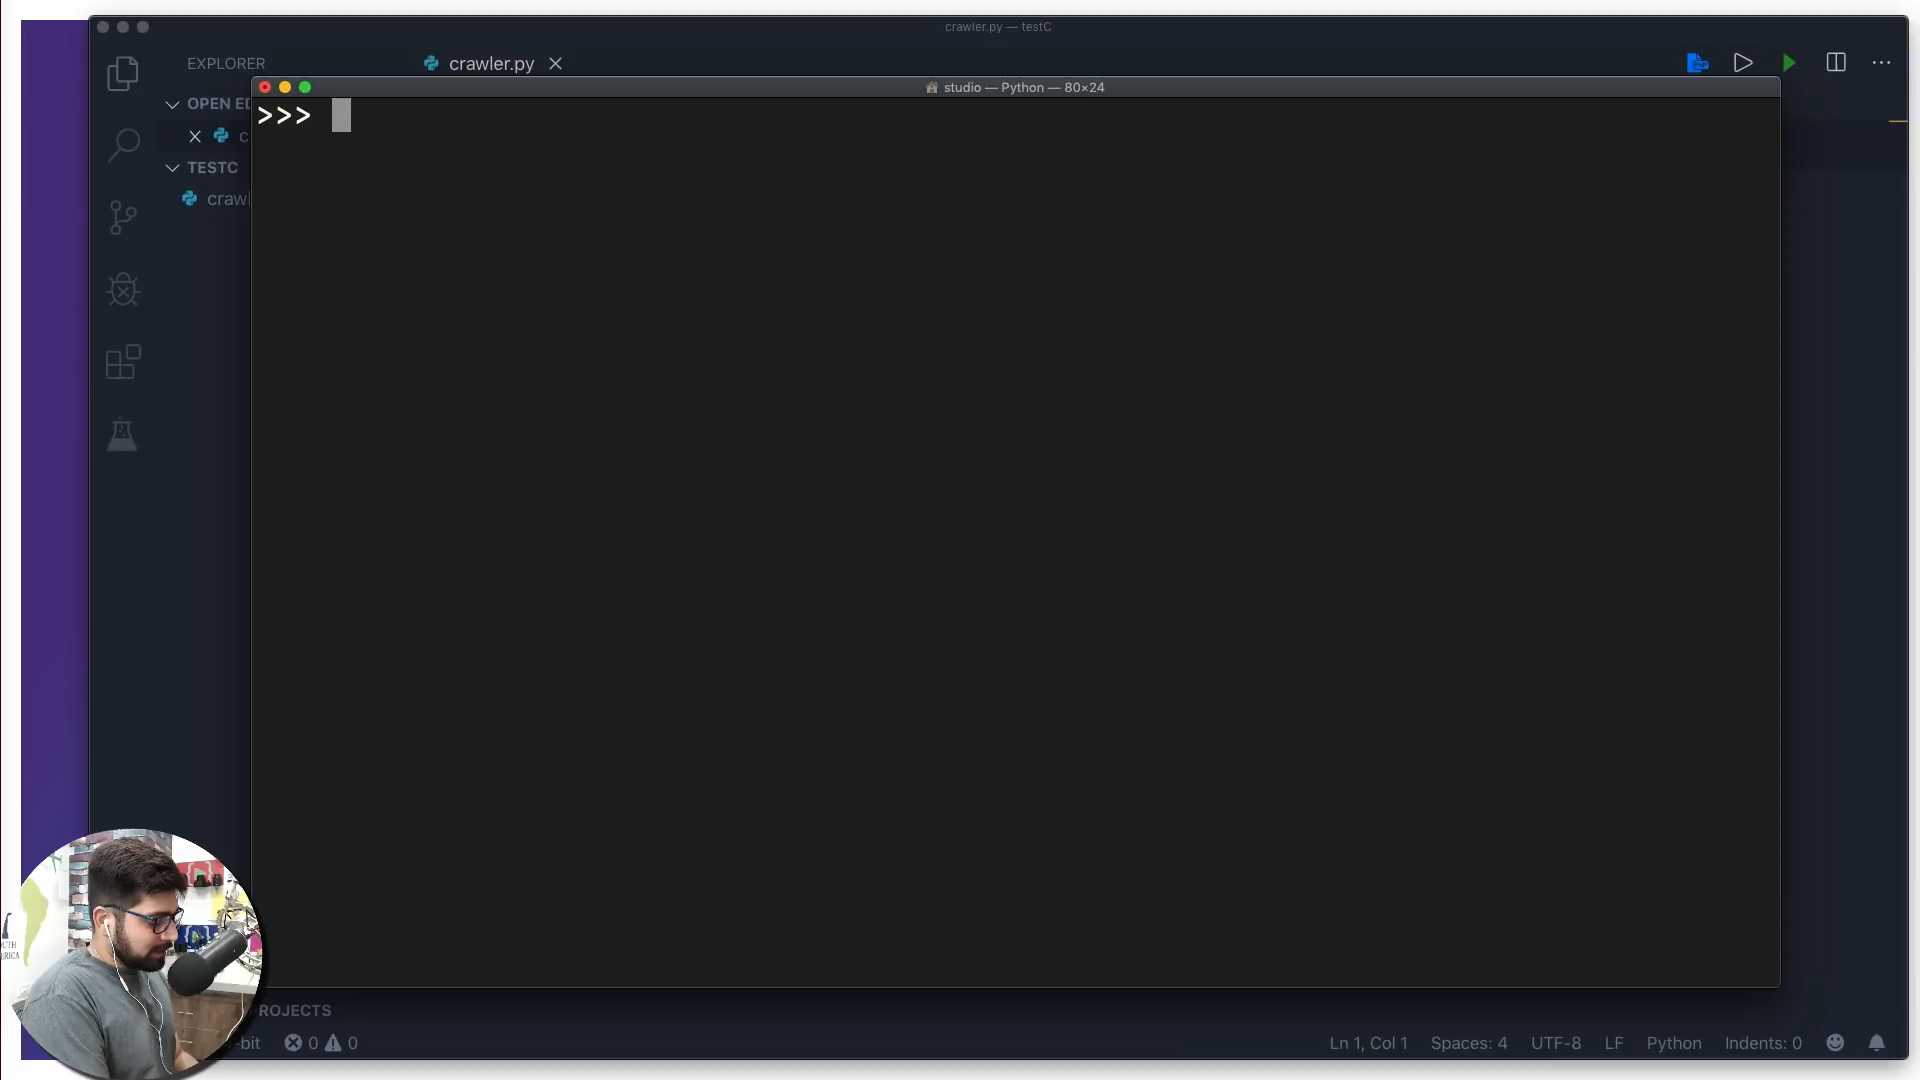 crawler.py — testC
EXPLORER
crawler.py
studio — Python — 80×24
OPEN ED
>>>
c
TESTC
crawl
PROJECTS
-bit
0
0
Ln 1, Col 1
Spaces: 4
UTF-8
LF
Python
Indents: 0